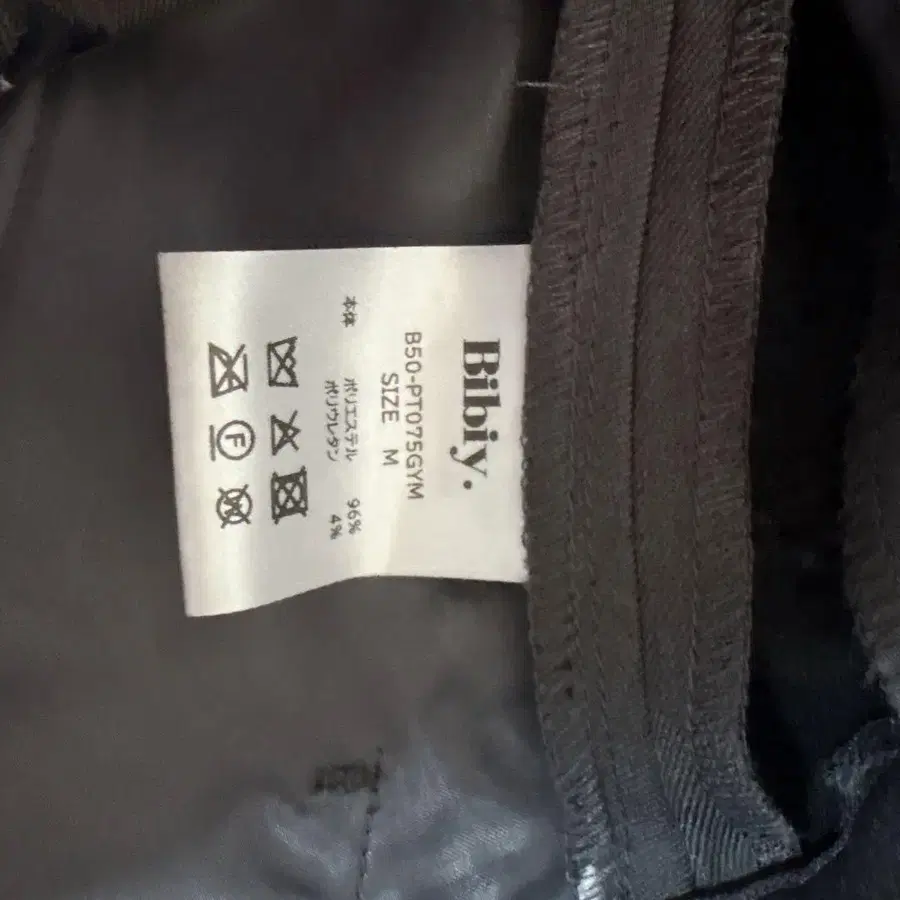 Bibiy.
B50-PT075GYM
SIZE M
本体 ポリエステル 96%
ポリウレタン 4%
F